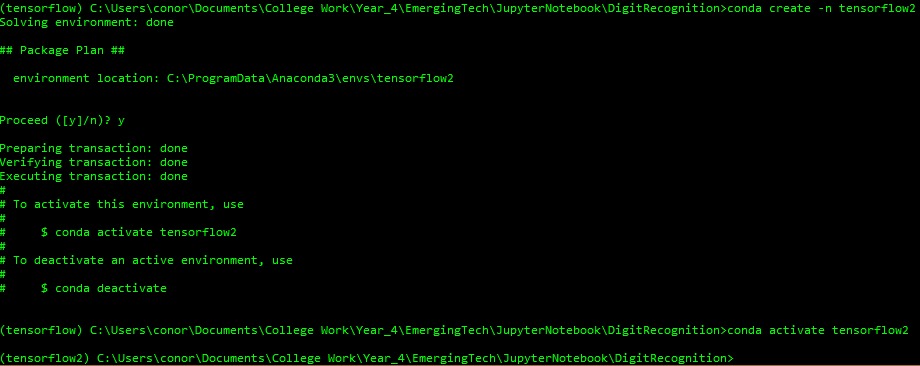 (tensorflow) C:\Users\conor\Documents\College Work\Year_4\EmergingTech\JupyterNotebook\DigitRecognition>conda create -n tensorflow2
Solving environment: done
## Package Plan ##
environment location: C:\ProgramData\Anaconda3\envs\tensorflow2
Proceed ([y]/n)? y
Preparing transaction: done
Verifying transaction: done
Executing transaction: done
#
# To activate this environment, use
#
#     $ conda activate tensorflow2
#
# To deactivate an active environment, use
#
#     $ conda deactivate
(tensorflow) C:\Users\conor\Documents\College Work\Year_4\EmergingTech\JupyterNotebook\DigitRecognition>conda activate tensorflow2
(tensorflow2) C:\Users\conor\Documents\College Work\Year_4\EmergingTech\JupyterNotebook\DigitRecognition>